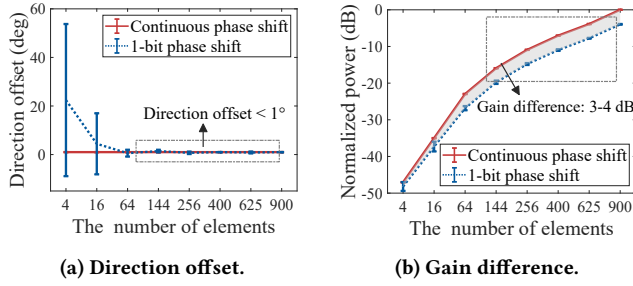 Direction offset (deg)
60
40
20
0
Continuous phase shift
1-bit phase shift
Direction offset < 1°
4 16 64 144 256 400 625 900
The number of elements
(a) Direction offset.
Normalized power (dB)
0
-10
-20
-30
-40
-50
Gain difference: 3-4 dB
Continuous phase shift
1-bit phase shift
4 16 64 144 256 400 625 900
The number of elements
(b) Gain difference.